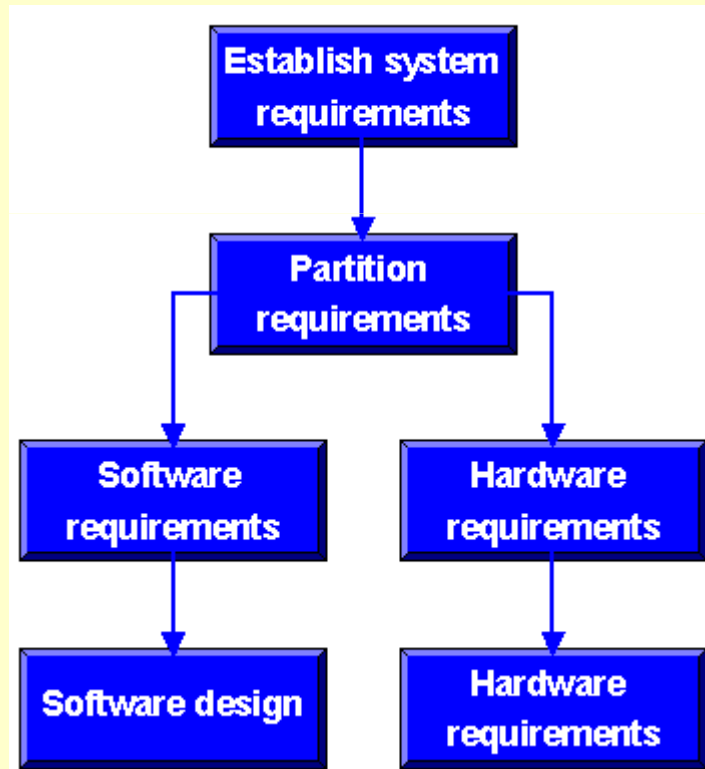 Establish system
requirements
Partition
requirements
Software
requirements
Hardware
requirements
Software design
Hardware
requirements